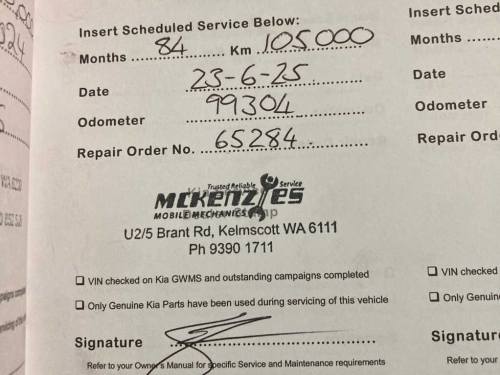 Insert Scheduled Service Below:
Months 84 Km 105000
Date 23-6-25
Odometer 99304
Repair Order No. 65284
Trusted Reliable Service
MCKENZIES
MOBILE MECHANICS
U2/5 Brant Rd, Kelmscott WA 6111
Ph 9390 1711
VIN checked on Kia GWMS and outstanding campaigns completed
Only Genuine Kia Parts have been used during servicing of this vehicle
Signature
Refer to your Owner's Manual for specific Service and Maintenance requirements
Insert Sched
Months
Date
Odometer
Repair Ord
VIN checked
Only Genuin
Signatur
Refer to your